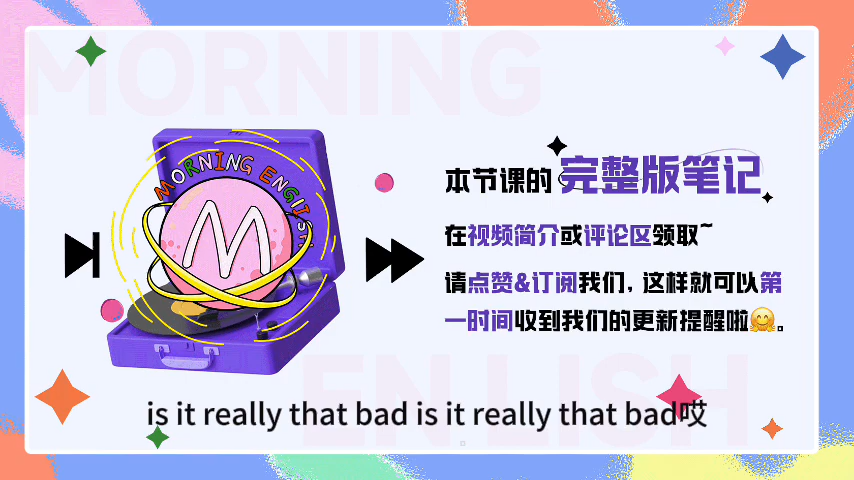 MORNING
MORNING ENGLISH
M
本节课的 完整版笔记
在视频简介或评论区领取~
请点赞&订阅我们，这样就可以第
一时间收到我们的更新提醒啦🤗。
EN LISH
is it really that bad is it really that bad哎